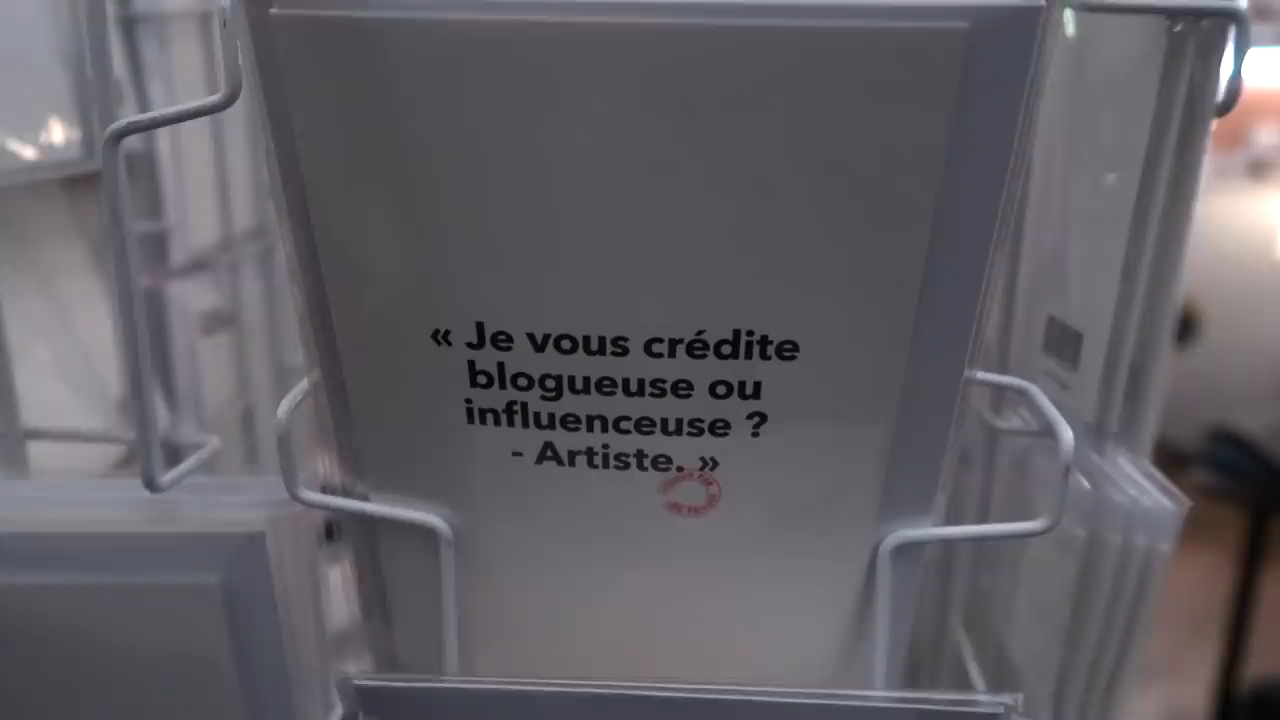 « Je vous crédite
blogueuse ou
influenceuse ?
- Artiste. »